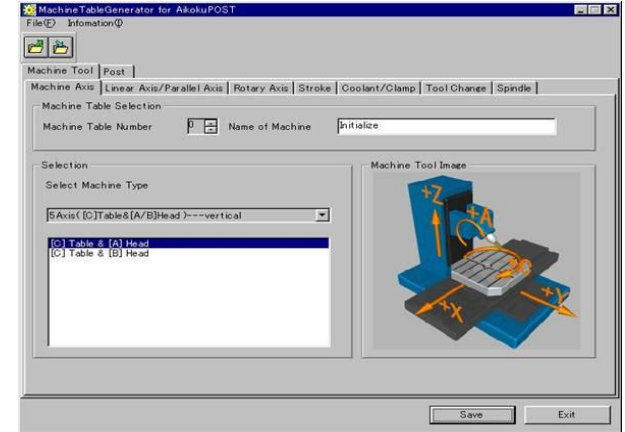 MachineTableGenerator for AikokuPOST
File(F) Infomation(I)
Machine Tool Post
Machine Axis Linear Axis/Parallel Axis Rotary Axis Stroke Coolant/Clamp Tool Change Spindle
Machine Table Selection
Machine Table Number 0 Name of Machine Initialize
Selection
Select Machine Type
5Axis( [C]Table&[A/B]Head )---vertical
[C] Table & [A] Head
[C] Table & [B] Head
Machine Tool Image
+Z
+A
+C
+X
+Y
Save Exit